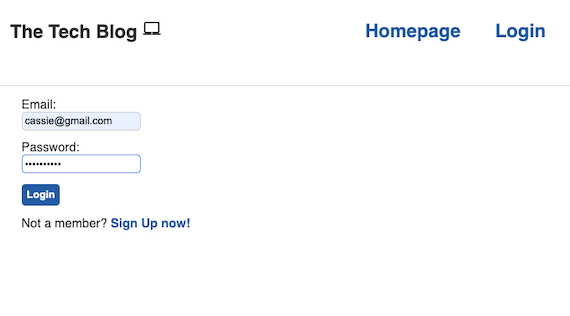 The Tech Blog
Homepage
Login
Email:
cassie@gmail.com
Password:
••••••••••
Login
Not a member? Sign Up now!